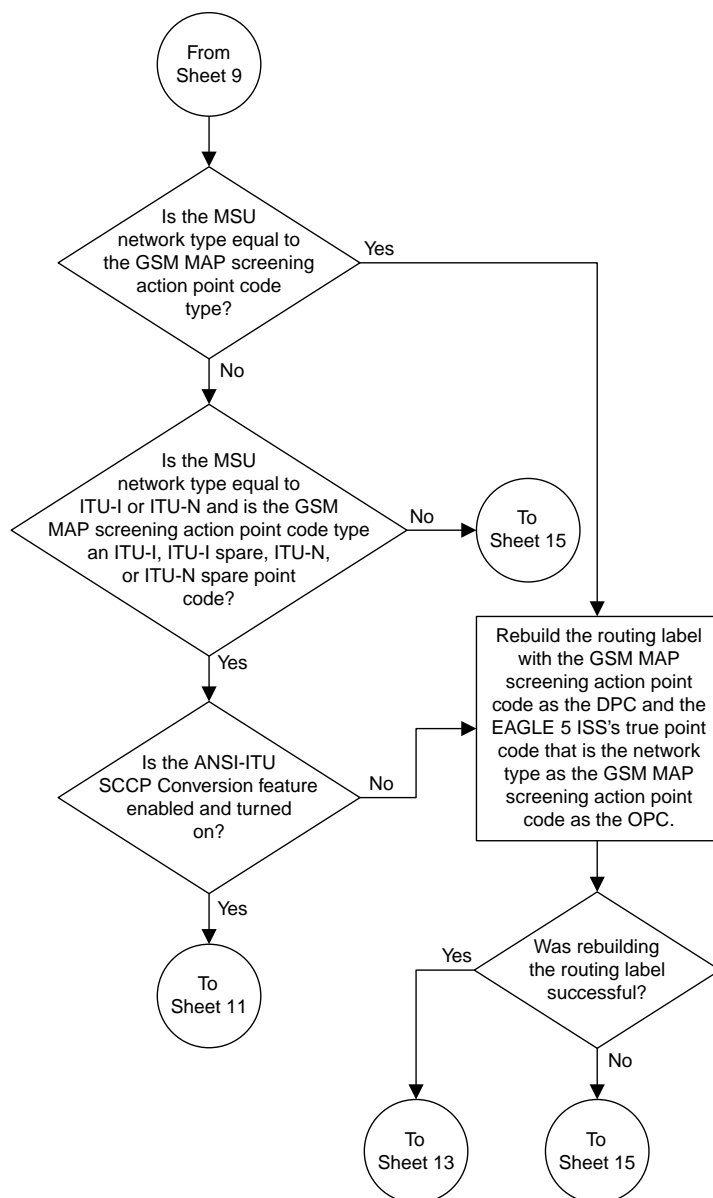 From
Sheet 9
Is the MSU
network type equal to
the GSM MAP screening
action point code
type?
Yes
No
Is the MSU
network type equal to
ITU-I or ITU-N and is the GSM
MAP screening action point code type
an ITU-I, ITU-I spare, ITU-N,
or ITU-N spare point
code?
No
To
Sheet 15
Yes
Rebuild the routing label
with the GSM MAP
screening action point
code as the DPC and the
EAGLE 5 ISS's true point
code that is the network
type as the GSM MAP
screening action point
code as the OPC.
Is the ANSI-ITU
SCCP Conversion feature
enabled and turned
on?
No
Yes
To
Sheet 11
Was rebuilding
the routing label
successful?
Yes
No
To
Sheet 13
To
Sheet 15